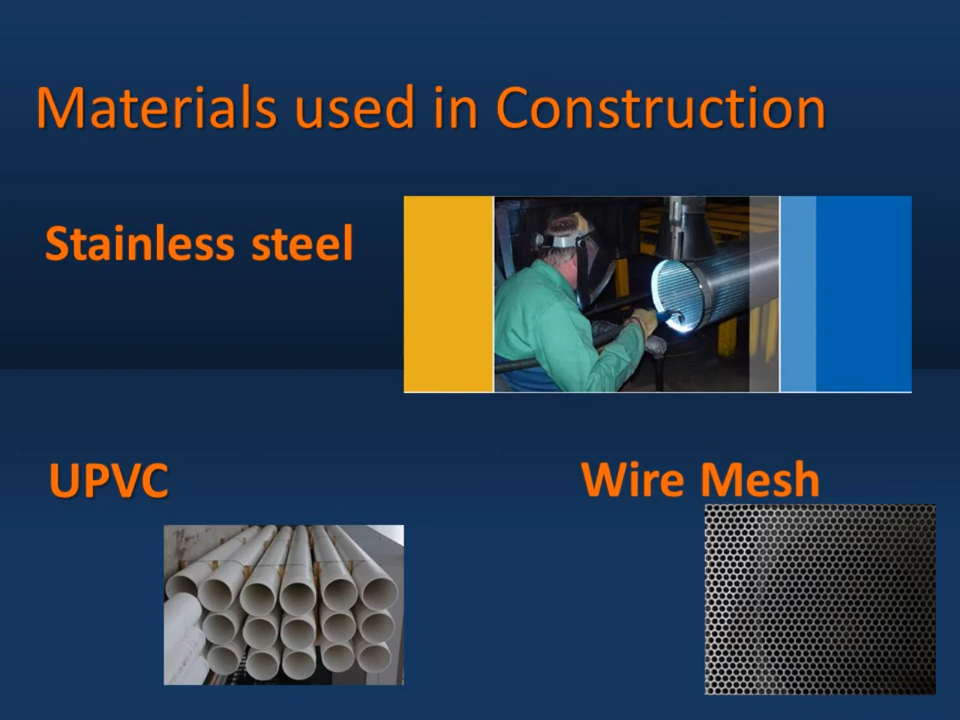 Materials used in Construction
Stainless steel
UPVC
Wire Mesh